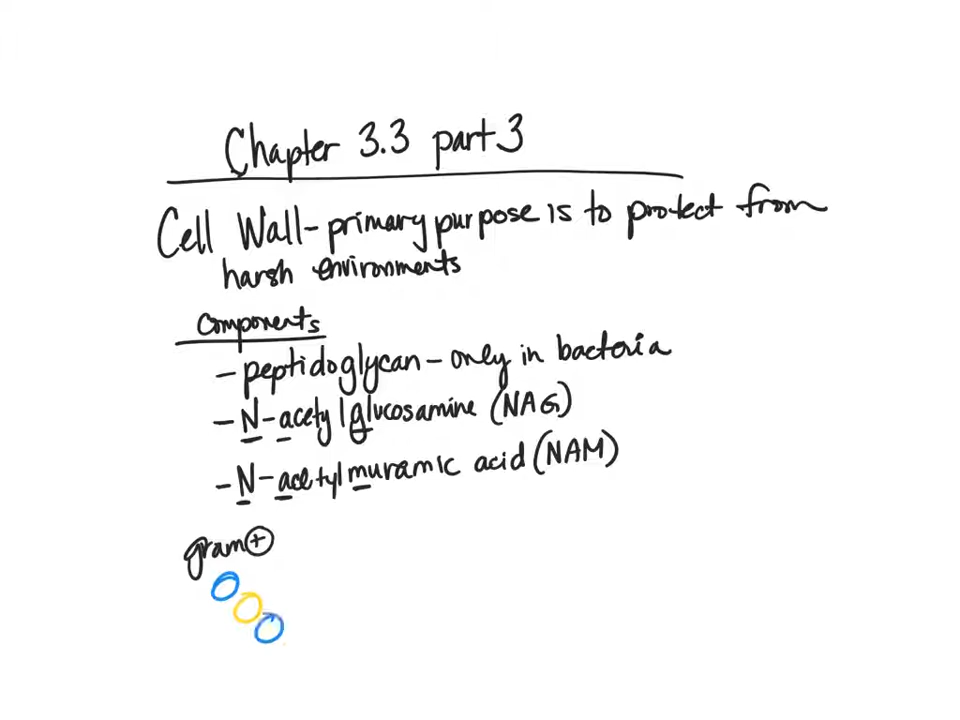 Chapter 3.3 part 3
Cell Wall - primary purpose is to protect from
harsh environments
Components
- peptidoglycan - only in bacteria
- N-acetylglucosamine (NAG)
- N-acetylmuramic acid (NAM)
gram +